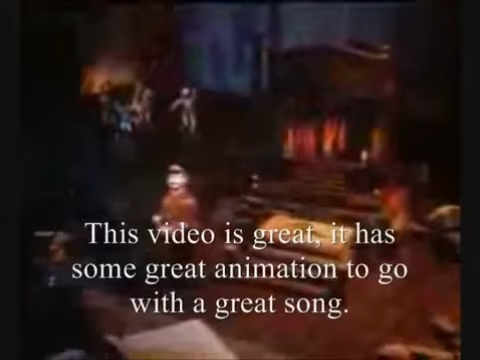 This video is great, it has
some great animation to go
with a great song.